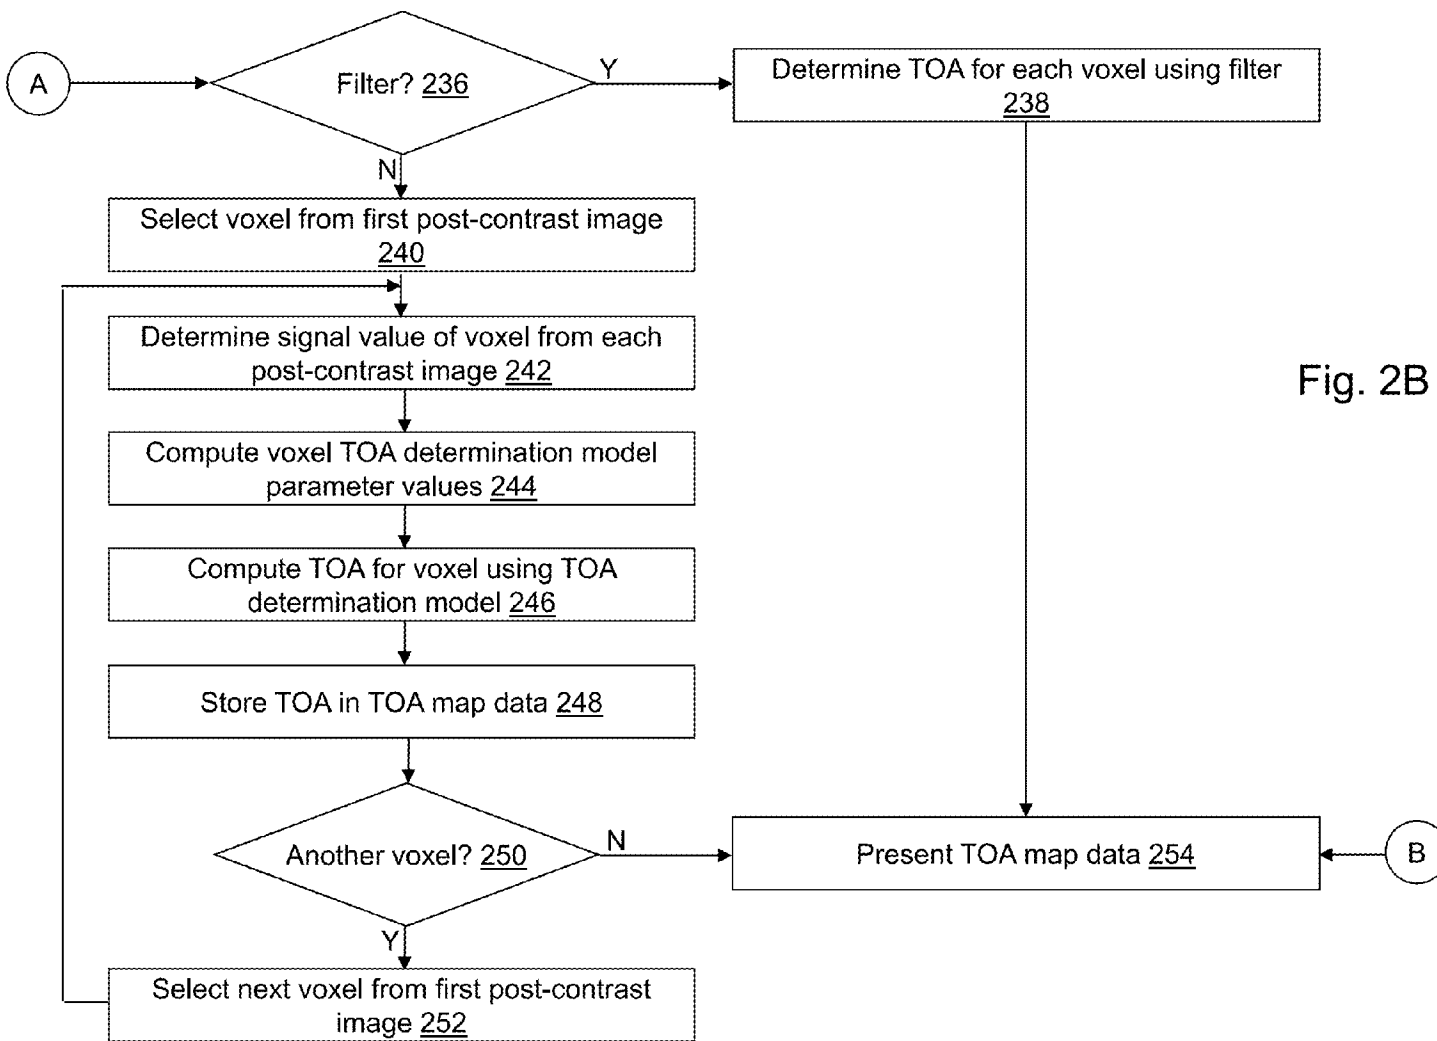 A
Filter? 236
Y
Determine TOA for each voxel using filter
238
N
Select voxel from first post-contrast image
240
Determine signal value of voxel from each
post-contrast image 242
Fig. 2B
Compute voxel TOA determination model
parameter values 244
Compute TOA for voxel using TOA
determination model 246
Store TOA in TOA map data 248
Another voxel? 250
N
Present TOA map data 254
B
Y
Select next voxel from first post-contrast
image 252